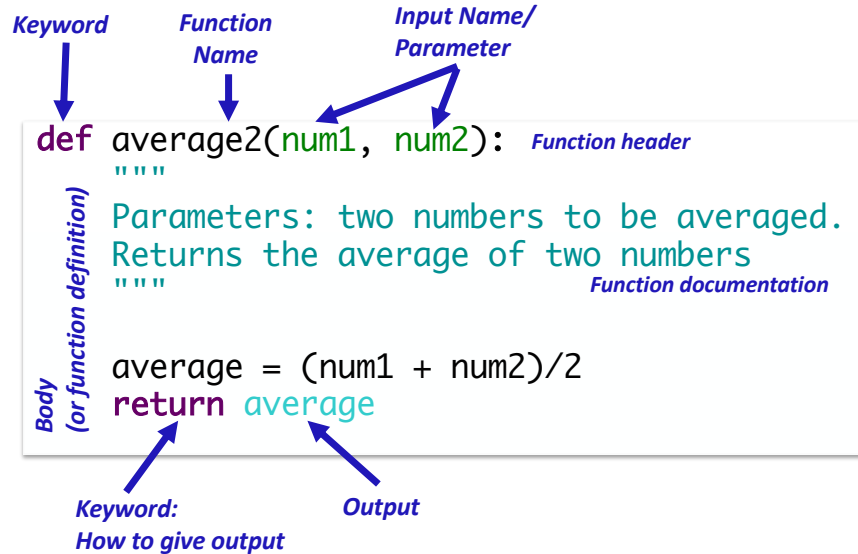 Keyword
Function
Name
Input Name/
Parameter
def average2(num1, num2):
Function header
"""
Parameters: two numbers to be averaged.
Returns the average of two numbers
"""
Function documentation
average = (num1 + num2)/2
return average
Body
(or function definition)
Keyword:
How to give output
Output